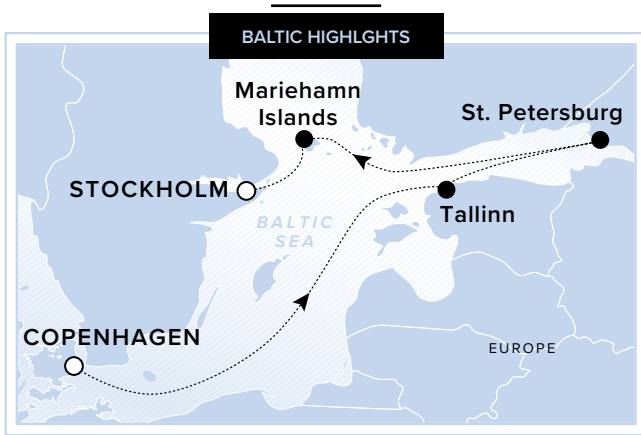 BALTIC HIGHLGHTS
Mariehamn
Islands
St. Petersburg
STOCKHOLM
Tallinn
BALTIC
SEA
COPENHAGEN
EUROPE